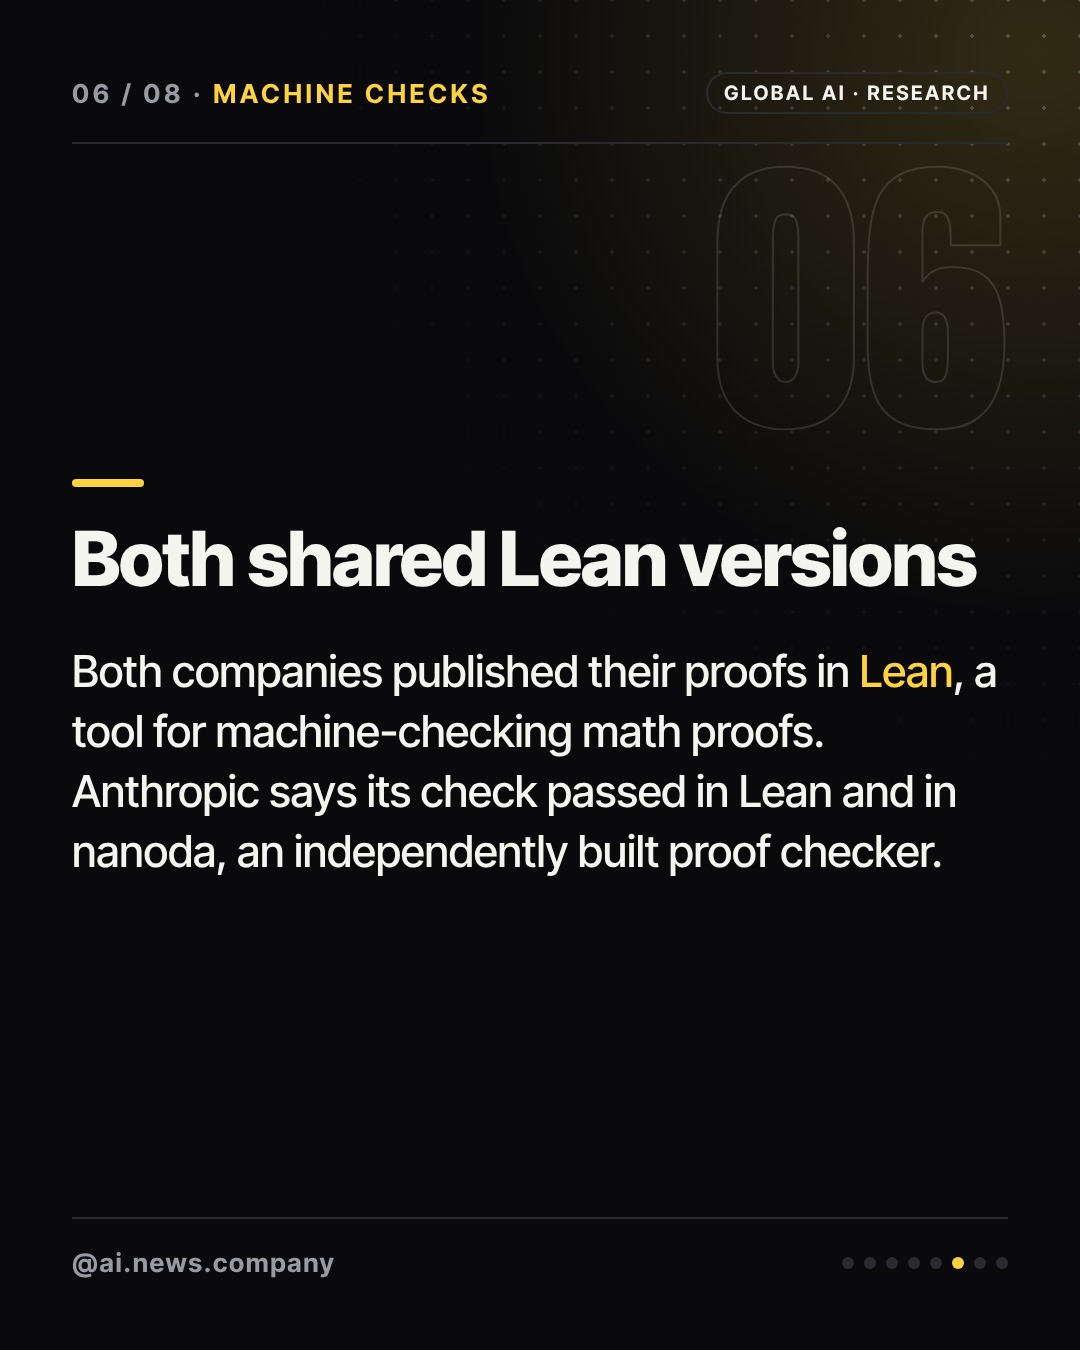 06 / 08 · MACHINE CHECKS
GLOBAL AI · RESEARCH
06
Both shared Lean versions
Both companies published their proofs in Lean, a
tool for machine-checking math proofs.
Anthropic says its check passed in Lean and in
nanoda, an independently built proof checker.
@ai.news.company